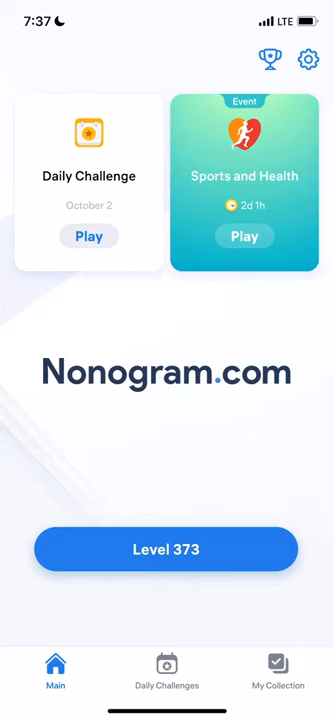 7:37
LTE
Event
Daily Challenge
October 2
Play
Sports and Health
2d 1h
Play
Nonogram.com
Level 373
Main
Daily Challenges
My Collection